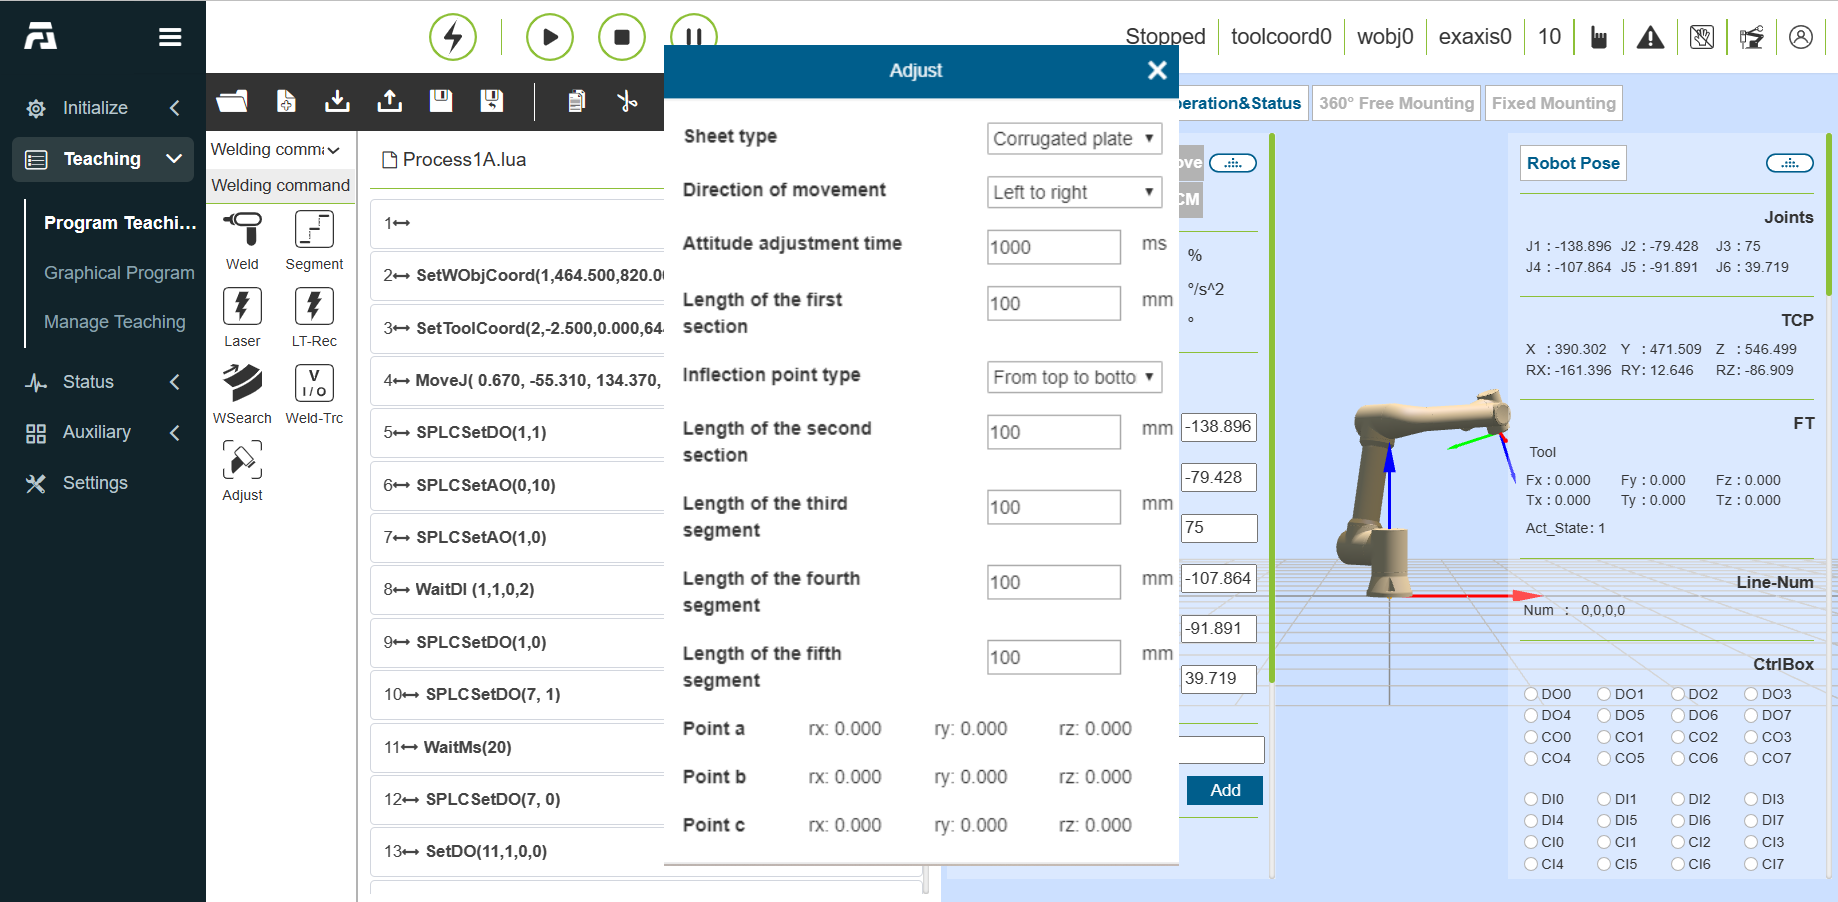 Stopped
toolcoord0
wobj0
exaxis0
10
Initialize
Teaching
Program Teachi...
Graphical Program
Manage Teaching
Status
Auxiliary
Settings
Welding comm
Welding command
Weld
Segment
Laser
LT-Rec
WSearch
V
I/O
Weld-Trc
Adjust
Process1A.lua
1
2 SetWObjCoord(1,464.500,820.0
3 SetToolCoord(2,-2.500,0.000,64
4 MoveJ( 0.670, -55.310, 134.370,
5 SPLCSetDO(1,1)
6 SPLCSetAO(0,10)
7 SPLCSetAO(1,0)
8 WaitDI (1,1,0,2)
9 SPLCSetDO(1,0)
10 SPLCSetDO(7, 1)
11 WaitMs(20)
12 SPLCSetDO(7, 0)
13 SetDO(11,1,0,0)
Adjust
Sheet type Corrugated plate
Direction of movement Left to right
Attitude adjustment time 1000 ms
Length of the first
section
100 mm
Inflection point type From top to botto
Length of the second
section
100 mm
Length of the third
segment
100 mm
Length of the fourth
segment
100 mm
Length of the fifth
segment
100 mm
Point a rx: 0.000 ry: 0.000 rz: 0.000
Point b rx: 0.000 ry: 0.000 rz: 0.000
Point c rx: 0.000 ry: 0.000 rz: 0.000
peration&Status
360° Free Mounting
Fixed Mounting
ove
CM
%
°/s^2
°
-138.896
-79.428
75
-107.864
-91.891
39.719
Add
Robot Pose
Joints
J1 : -138.896 J2 : -79.428 J3 : 75
J4 : -107.864 J5 : -91.891 J6 : 39.719
TCP
X : 390.302 Y : 471.509 Z : 546.499
RX: -161.396 RY: 12.646 RZ: -86.909
FT
Tool
Fx : 0.000 Fy : 0.000 Fz : 0.000
Tx : 0.000 Ty : 0.000 Tz : 0.000
Act_State: 1
Line-Num
Num : 0,0,0,0
CtrlBox
DO0 DO1 DO2 DO3
DO4 DO5 DO6 DO7
CO0 CO1 CO2 CO3
CO4 CO5 CO6 CO7
DI0 DI1 DI2 DI3
DI4 DI5 DI6 DI7
CI0 CI1 CI2 CI3
CI4 CI5 CI6 CI7